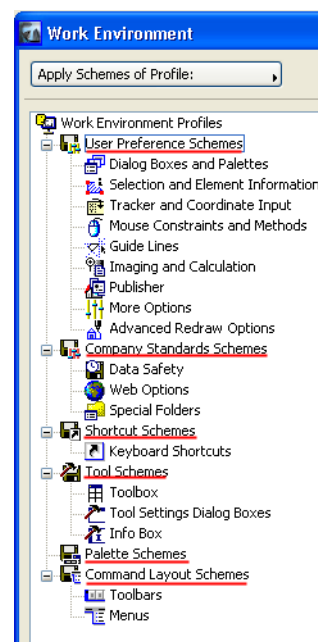 Work Environment
Apply Schemes of Profile:
Work Environment Profiles
User Preference Schemes
Dialog Boxes and Palettes
Selection and Element Information
Tracker and Coordinate Input
Mouse Constraints and Methods
Guide Lines
Imaging and Calculation
Publisher
More Options
Advanced Redraw Options
Company Standards Schemes
Data Safety
Web Options
Special Folders
Shortcut Schemes
Keyboard Shortcuts
Tool Schemes
Toolbox
Tool Settings Dialog Boxes
Info Box
Palette Schemes
Command Layout Schemes
Toolbars
Menus